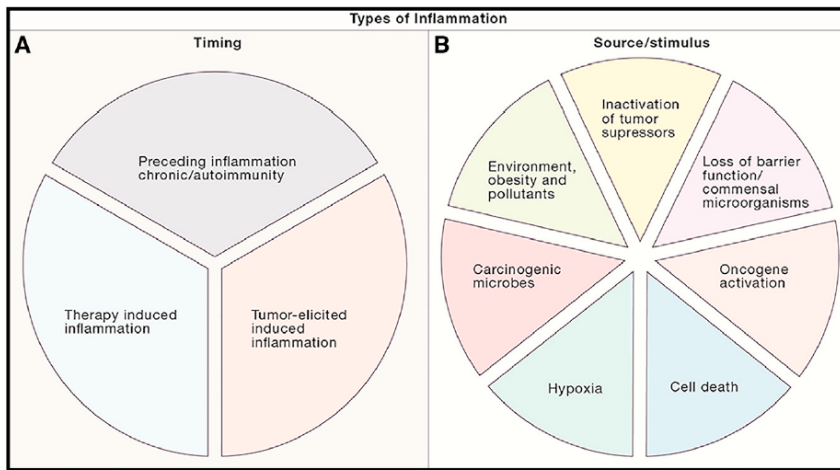 Types of Inflammation
A
Timing
Preceding inflammation
chronic/autoimmunity
Therapy induced
inflammation
Tumor-elicited
induced
inflammation
B
Source/stimulus
Inactivation
of tumor
supressors
Environment,
obesity and
pollutants
Loss of barrier
function/
commensal
microorganisms
Carcinogenic
microbes
Oncogene
activation
Hypoxia
Cell death